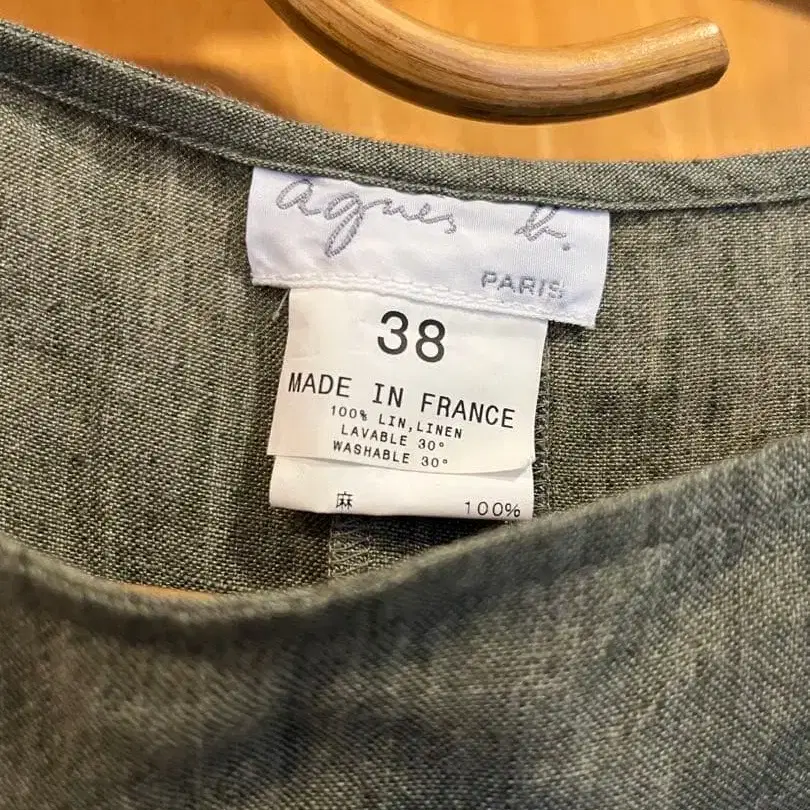 agnès b.
PARIS
38
MADE IN FRANCE
100% LIN,LINEN
LAVABLE 30°
WASHABLE 30°
麻 100%